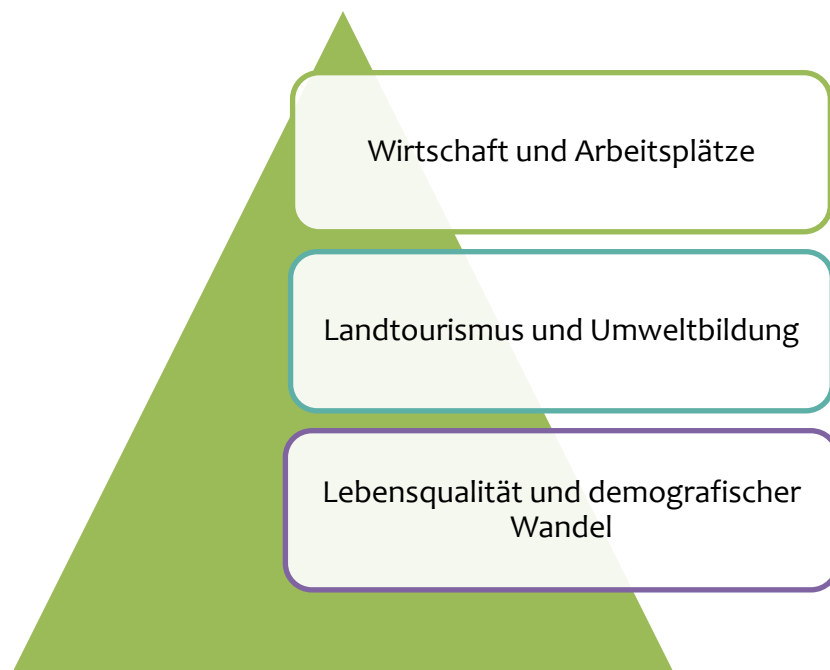 Wirtschaft und Arbeitsplätze
Landtourismus und Umweltbildung
Lebensqualität und demografischer
Wandel